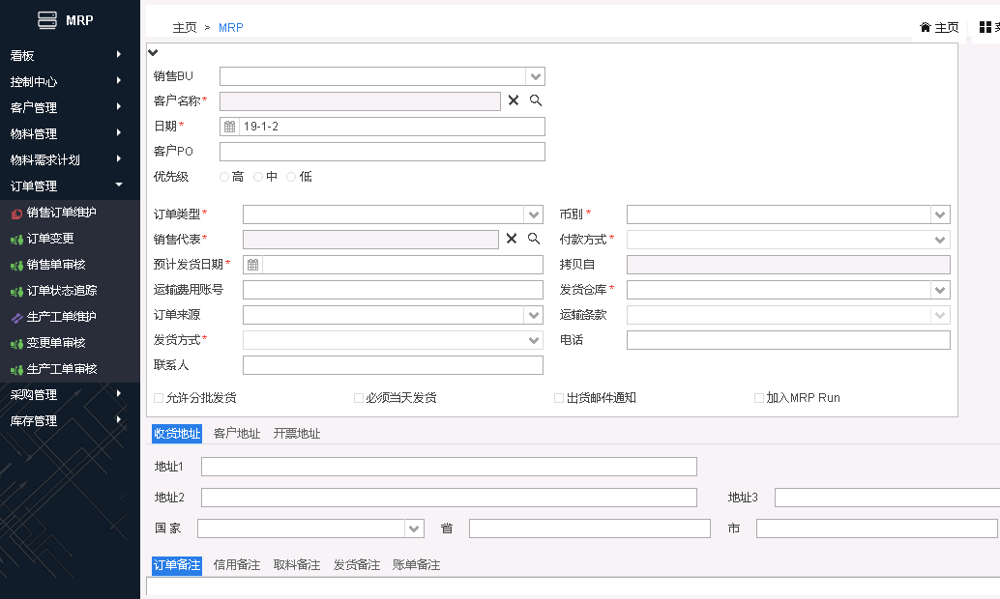 MRP
看板
控制中心
客户管理
物料管理
物料需求计划
订单管理
销售订单维护
订单变更
销售单审核
订单状态追踪
生产工单维护
变更单审核
生产工单审核
采购管理
库存管理
主页 > MRP
主页
销售BU
客户名称*
日期* 19-1-2
客户PO
优先级 高 中 低
订单类型* 币别*
销售代表* 付款方式*
预计发货日期* 拷贝自
运输费用账号 发货仓库*
订单来源 运输条款
发货方式* 电话
联系人
允许分批发货 必须当天发货 出货邮件通知 加入MRP Run
收货地址 客户地址 开票地址
地址1
地址2 地址3
国家 省 市
订单备注 信用备注 取料备注 发货备注 账单备注